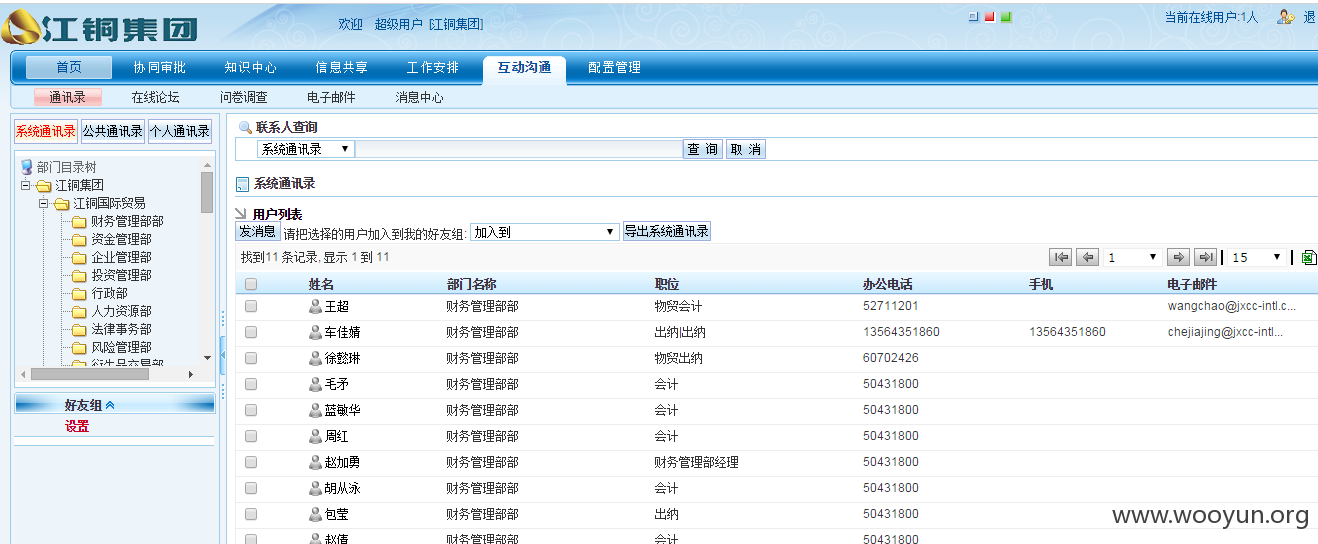 江铜集团
欢迎 超级用户 [江铜集团]
当前在线用户:1人 退
首页 协同审批 知识中心 信息共享 工作安排 互动沟通 配置管理
通讯录 在线论坛 问卷调查 电子邮件 消息中心
系统通讯录 公共通讯录 个人通讯录
部门目录树
江铜集团
江铜国际贸易
财务管理部部
资金管理部
企业管理部
投资管理部
行政部
人力资源部
法律事务部
风险管理部
衍生品交易部
好友组
设置
联系人查询
系统通讯录 查 询 取 消
系统通讯录
用户列表
发消息 请把选择的用户加入到我的好友组: 加入到 导出系统通讯录
找到11 条记录, 显示 1 到 11 1 15
姓名 部门名称 职位 办公电话 手机 电子邮件
王超 财务管理部部 物贸会计 52711201 wangchao@jxcc-intl.c...
车佳婧 财务管理部部 出纳|出纳 13564351860 13564351860 chejiajing@jxcc-intl...
徐懿琳 财务管理部部 物贸出纳 60702426
毛矛 财务管理部部 会计 50431800
蓝敏华 财务管理部部 会计 50431800
周红 财务管理部部 会计 50431800
赵加勇 财务管理部部 财务管理部经理 50431800
胡从泳 财务管理部部 会计 50431800
包莹 财务管理部部 出纳 50431800
赵倩 财务管理部部 会计 50431800
www.wooyun.org